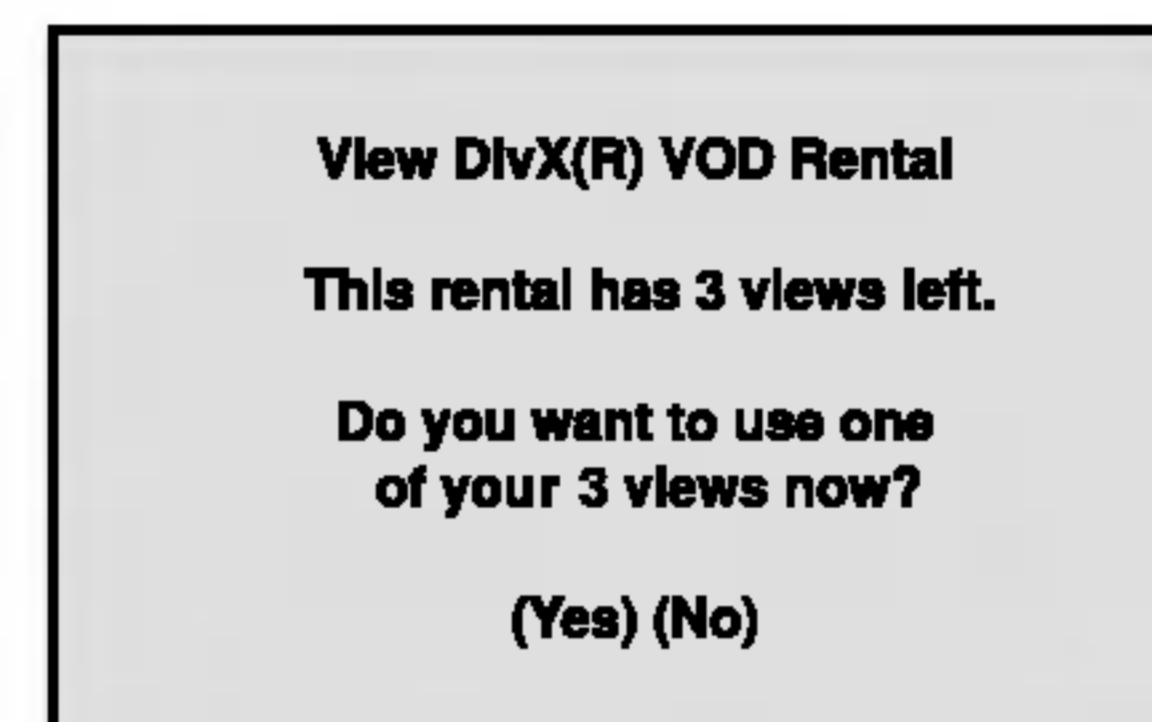 View DivX(R) VOD Rental
This rental has 3 views left.
Do you want to use one
of your 3 views now?
(Yes) (No)